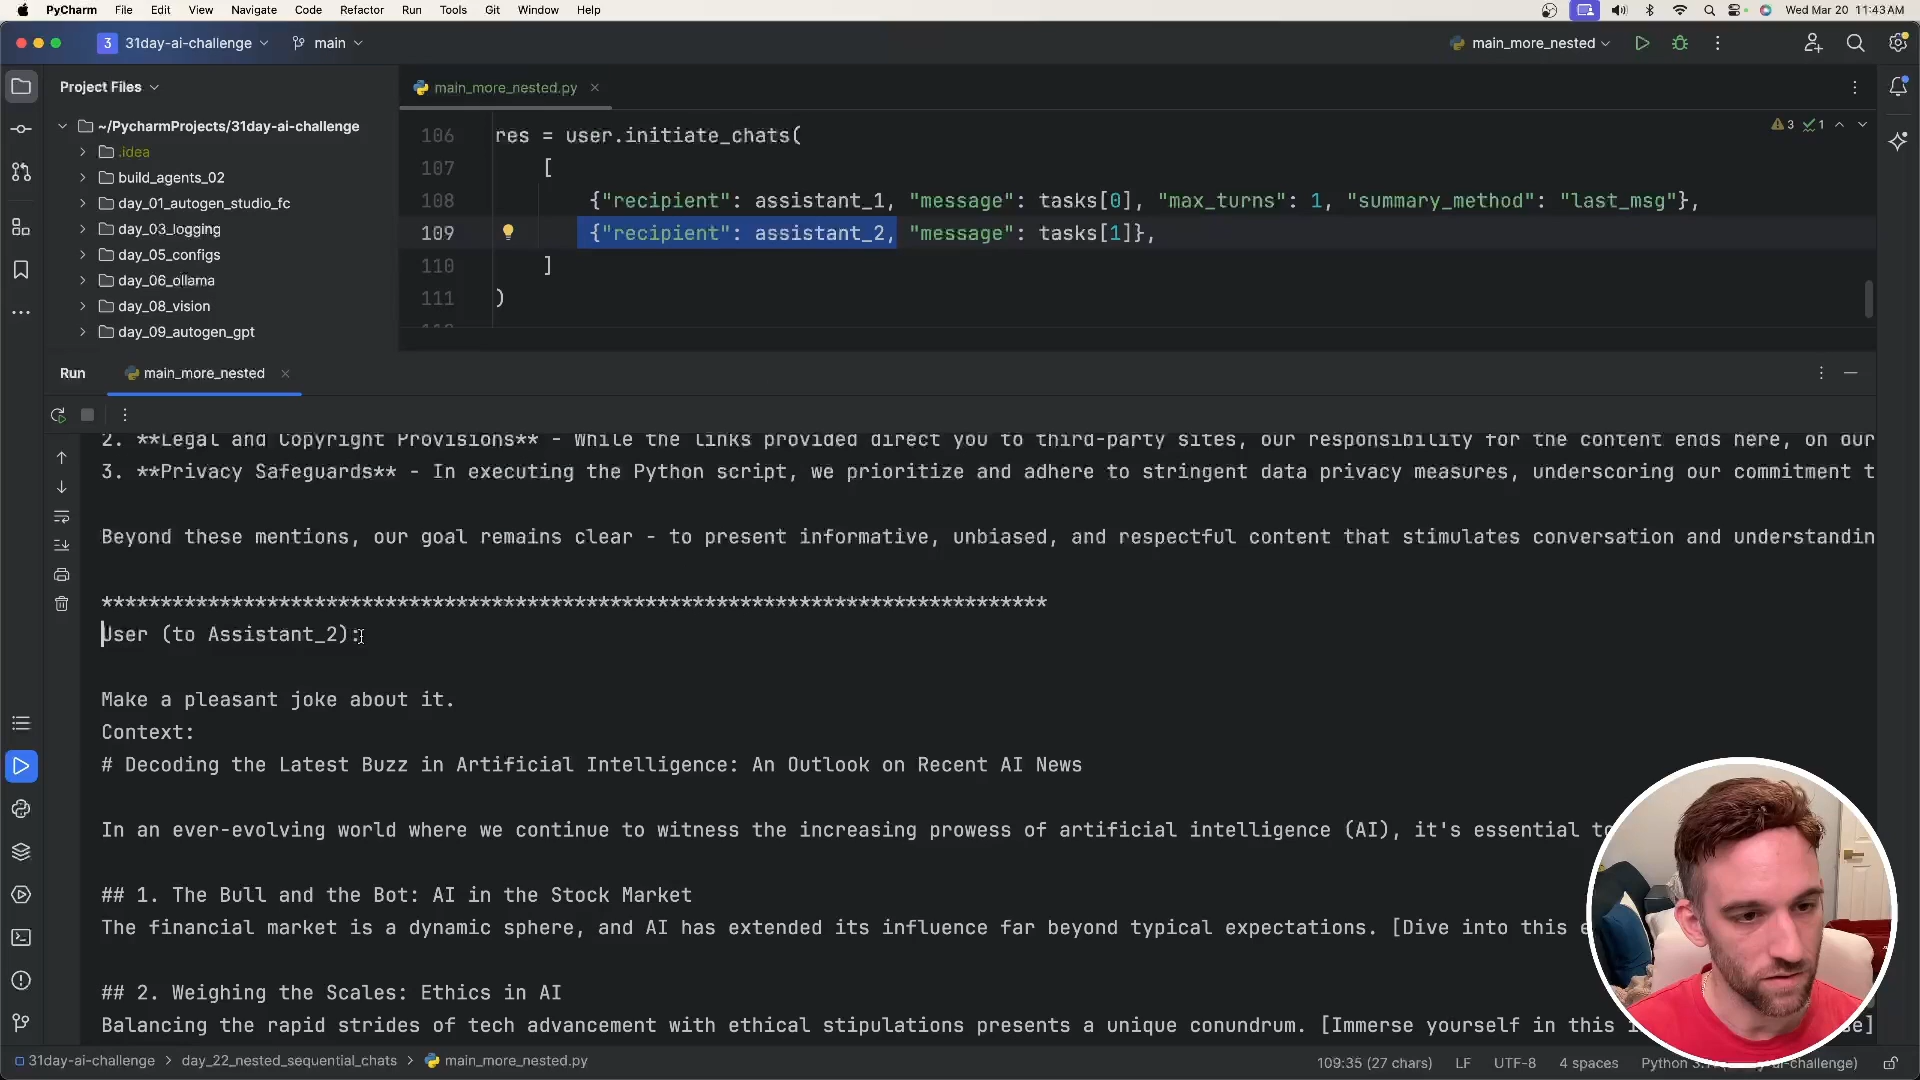 PyCharm File Edit View Navigate Code Refactor Run Tools Git Window Help Wed Mar 20 11:43 AM
3 31day-ai-challenge main main_more_nested
Project Files
main_more_nested.py
~/PycharmProjects/31day-ai-challenge
.idea
build_agents_02
day_01_autogen_studio_fc
day_03_logging
day_05_configs
day_06_ollama
day_08_vision
day_09_autogen_gpt
3 1
106 res = user.initiate_chats(
107 [
108 {"recipient": assistant_1, "message": tasks[0], "max_turns": 1, "summary_method": "last_msg"},
109 {"recipient": assistant_2, "message": tasks[1]},
110 ]
111 )
Run main_more_nested
2. **Legal and Copyright Provisions** - While the links provided direct you to third-party sites, our responsibility for the content ends here, on our
3. **Privacy Safeguards** - In executing the Python script, we prioritize and adhere to stringent data privacy measures, underscoring our commitment t
Beyond these mentions, our goal remains clear - to present informative, unbiased, and respectful content that stimulates conversation and understandin
********************************************************************************
User (to Assistant_2):
Make a pleasant joke about it.
Context:
# Decoding the Latest Buzz in Artificial Intelligence: An Outlook on Recent AI News
In an ever-evolving world where we continue to witness the increasing prowess of artificial intelligence (AI), it's essential to
## 1. The Bull and the Bot: AI in the Stock Market
The financial market is a dynamic sphere, and AI has extended its influence far beyond typical expectations. [Dive into this e
## 2. Weighing the Scales: Ethics in AI
Balancing the rapid strides of tech advancement with ethical stipulations presents a unique conundrum. [Immerse yourself in this
31day-ai-challenge > day_22_nested_sequential_chats > main_more_nested.py
109:35 (27 chars) LF UTF-8 4 spaces Python